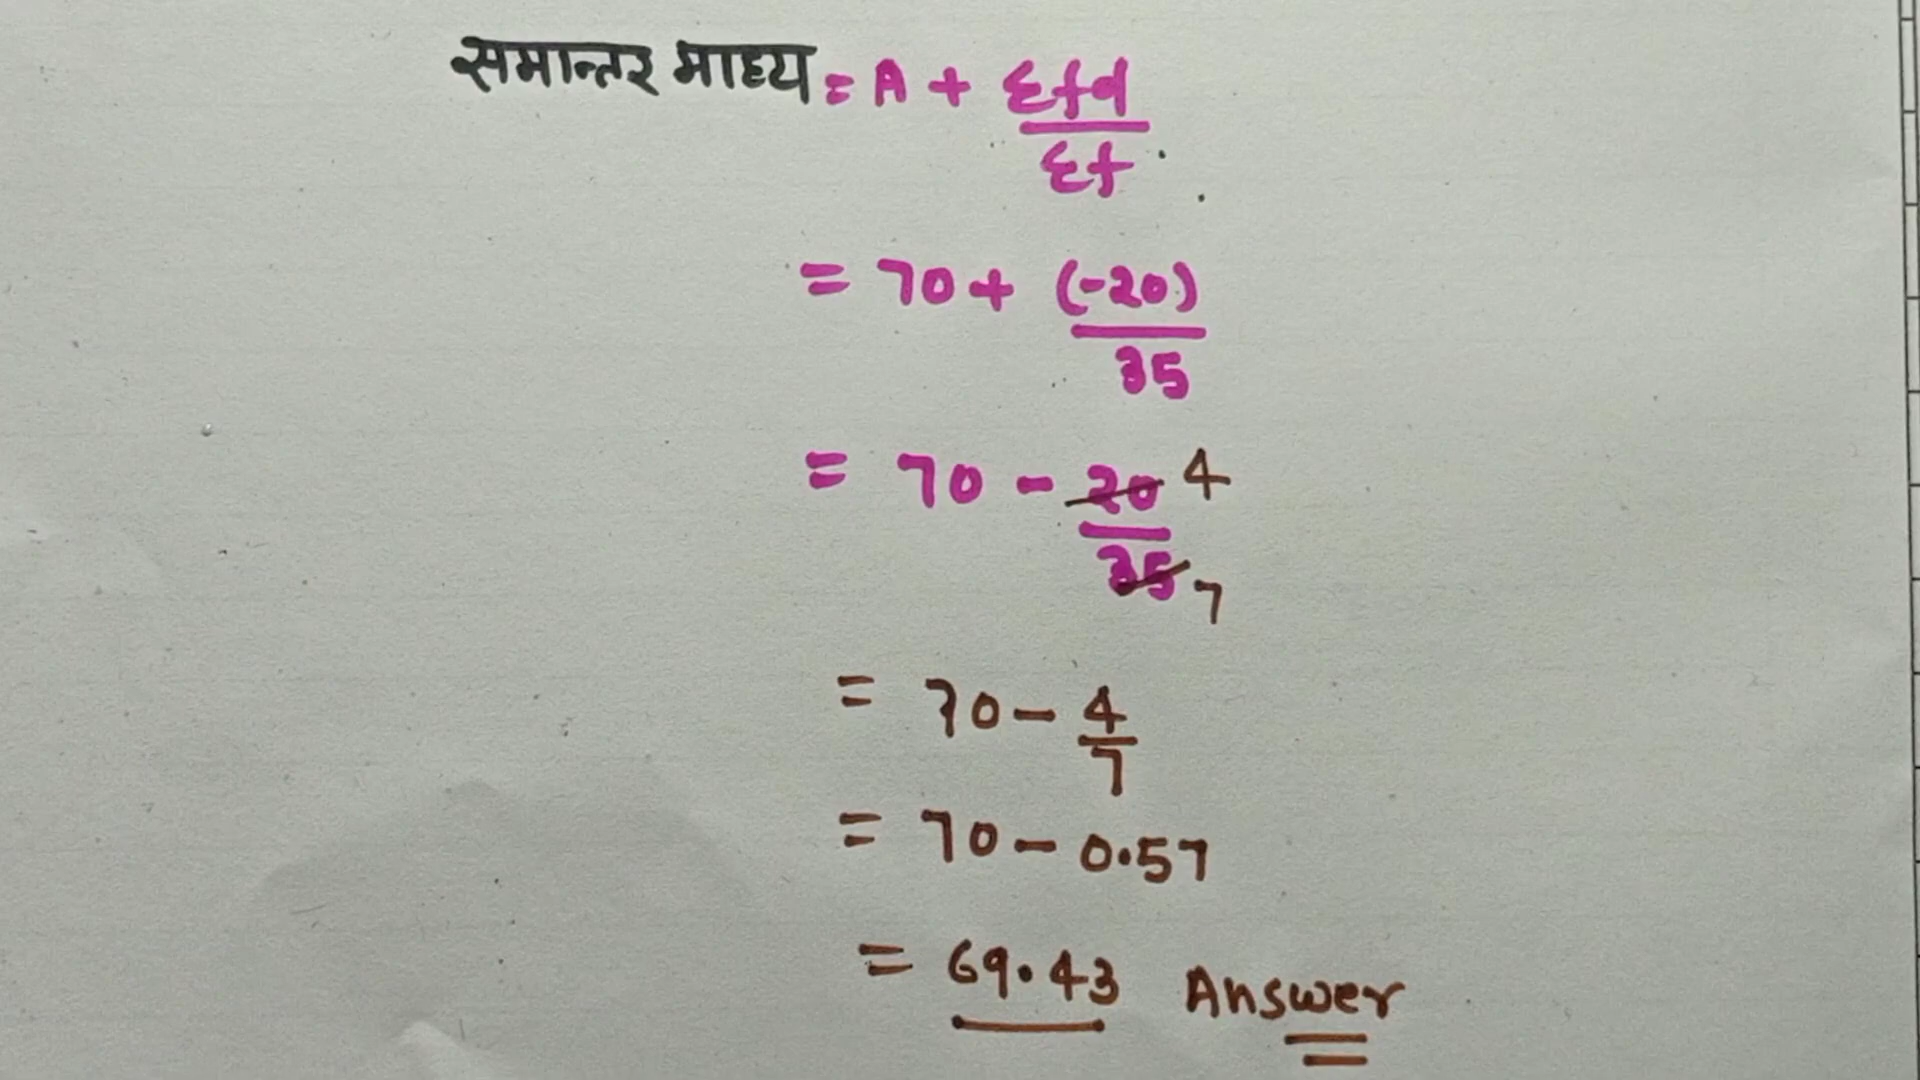 समान्तर माध्य = A + Σfd/Σf
= 70 + (-20)/35
= 70 - 20/35 4 7
= 70 - 4/7
= 70 - 0.57
= 69.43 Answer